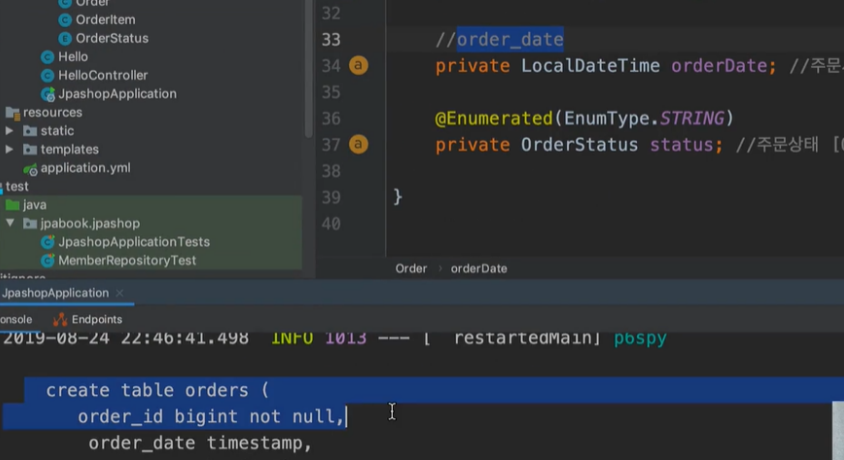 Order
OrderItem
OrderStatus
Hello
HelloController
JpashopApplication
resources
static
templates
application.yml
test
java
jpabook.jpashop
JpashopApplicationTests
MemberRepositoryTest
32
33 //order_date
34 private LocalDateTime orderDate; //주문
35
36 @Enumerated(EnumType.STRING)
37 private OrderStatus status; //주문상태 [
38
39 }
40
Order › orderDate
JpashopApplication ×
onsole Endpoints
2019-08-24 22:46:41.498 INFO 1013 --- [ restartedMain] p6spy
create table orders (
order_id bigint not null,
order_date timestamp,